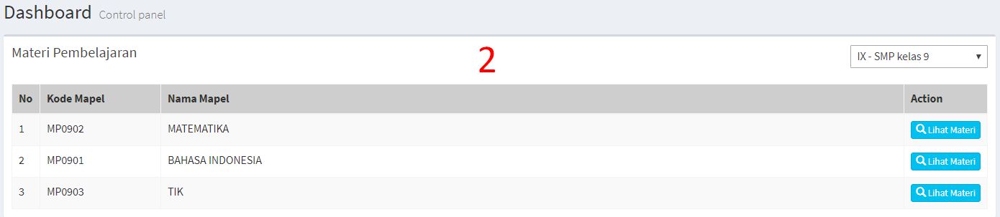 Dashboard Control panel
Materi Pembelajaran 2 IX - SMP kelas 9
No Kode Mapel Nama Mapel Action
1 MP0902 MATEMATIKA Lihat Materi
2 MP0901 BAHASA INDONESIA Lihat Materi
3 MP0903 TIK Lihat Materi